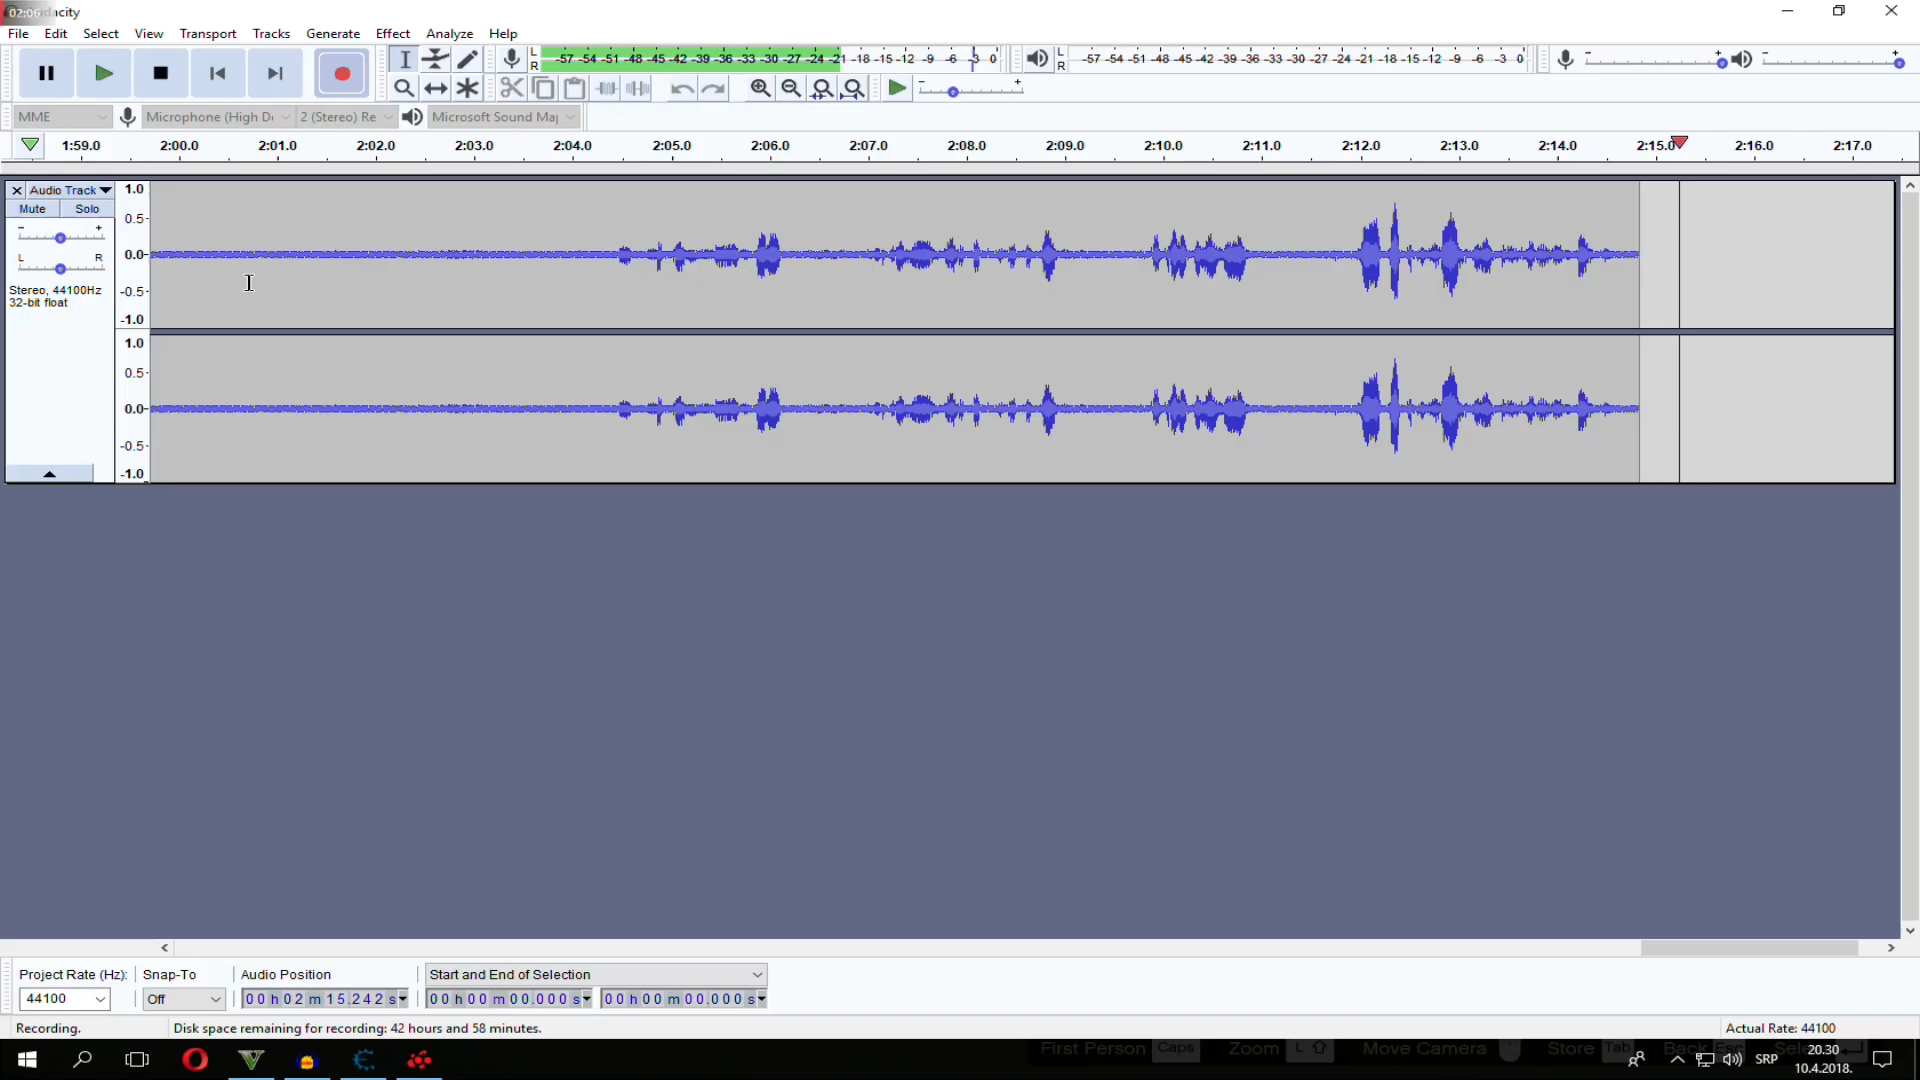 02:06 dacity
File Edit Select View Transport Tracks Generate Effect Analyze Help
L R -57 -54 -51 -48 -45 -42 -39 -36 -33 -30 -27 -24 -21 -18 -15 -12 -9 -6 -3 0 L R -57 -54 -51 -48 -45 -42 -39 -36 -33 -30 -27 -24 -21 -18 -15 -12 -9 -6 -3 0
MME Microphone (High De 2 (Stereo) Re Microsoft Sound Map
1:59.0 2:00.0 2:01.0 2:02.0 2:03.0 2:04.0 2:05.0 2:06.0 2:07.0 2:08.0 2:09.0 2:10.0 2:11.0 2:12.0 2:13.0 2:14.0 2:15.0 2:16.0 2:17.0
Audio Track 1.0
Mute Solo 0.5
- + 0.0
L R
Stereo, 44100Hz -0.5
32-bit float
-1.0
1.0
0.5
0.0
-0.5
-1.0
Project Rate (Hz): Snap-To Audio Position Start and End of Selection
44100 Off 00 h 02 m 15.242 s 00 h 00 m 00.000 s 00 h 00 m 00.000 s
Recording. Disk space remaining for recording: 42 hours and 58 minutes. Actual Rate: 44100
First Person Caps Zoom L Move Camera Store Tab Back Esc Sele SRP 20.30
10.4.2018.